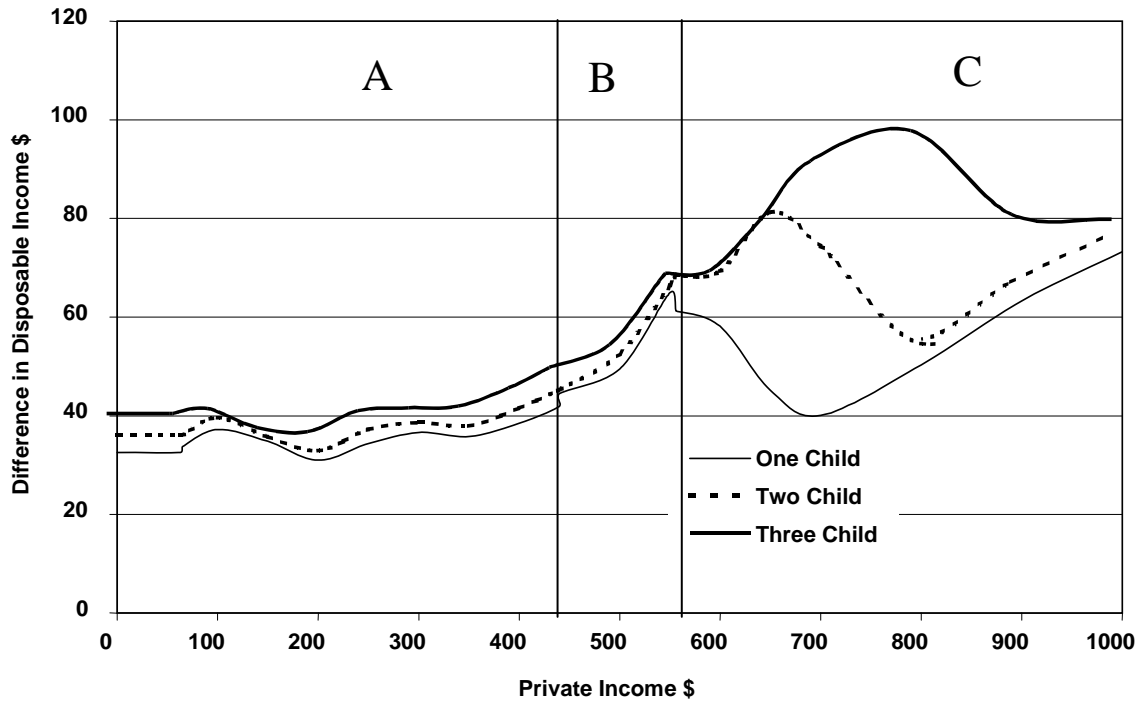 120
100
80
60
40
20
0
Difference in Disposable Income $
A
B
C
One Child
Two Child
Three Child
0 100 200 300 400 500 600 700 800 900 1000
Private Income $